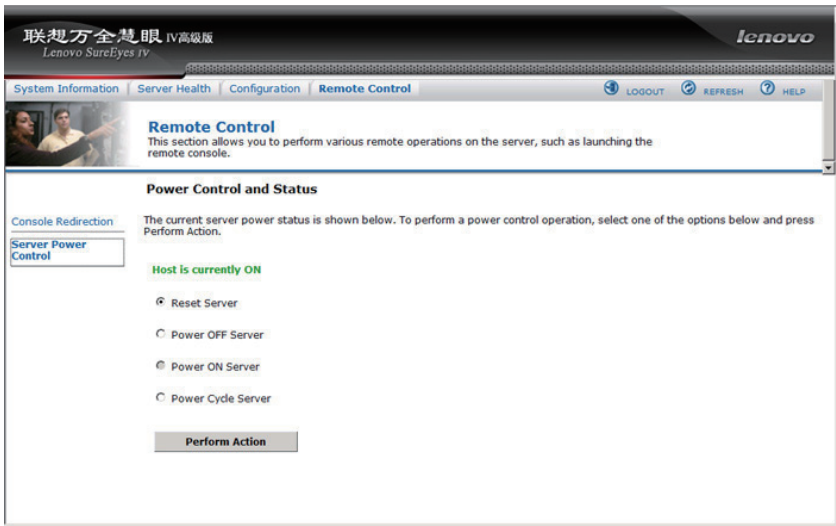 联想万全慧眼 IV高级版
Lenovo SureEyes IV
lenovo
System Information
Server Health
Configuration
Remote Control
LOGOUT
REFRESH
? HELP
Remote Control
This section allows you to perform various remote operations on the server, such as launching the
remote console.
Power Control and Status
Console Redirection
Server Power
Control
The current server power status is shown below. To perform a power control operation, select one of the options below and press
Perform Action.
Host is currently ON
Reset Server
Power OFF Server
Power ON Server
Power Cycle Server
Perform Action